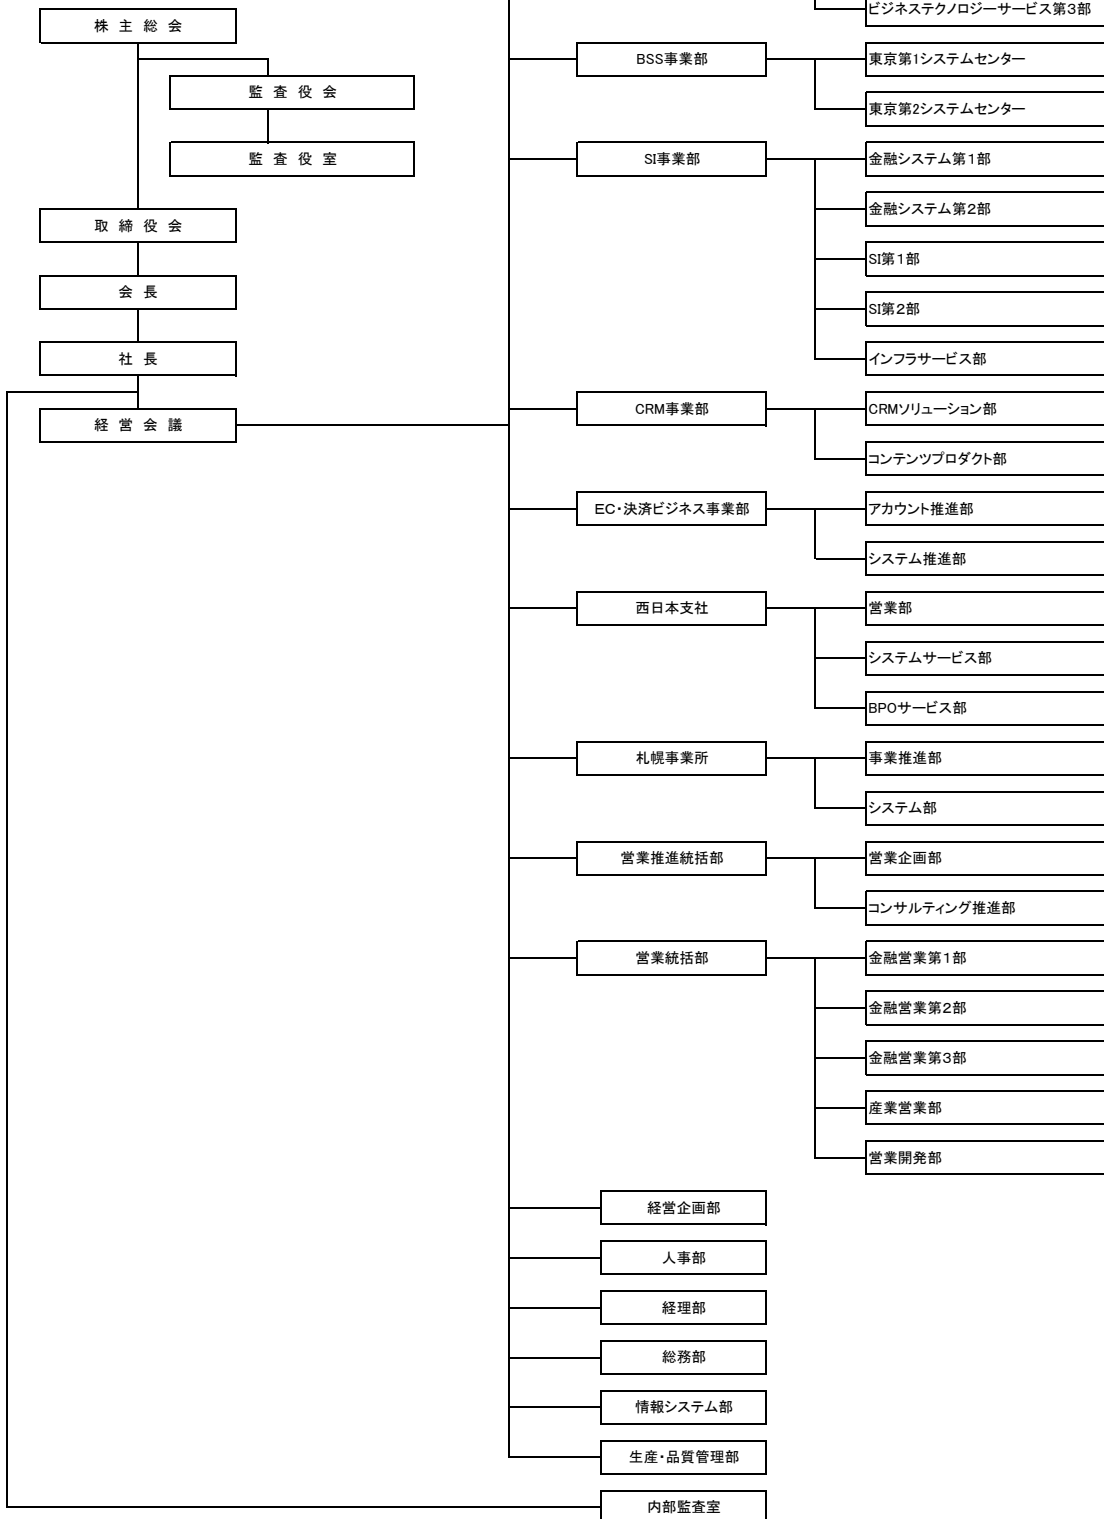 株主総会
監査役会
監査役室
取締役会
会長
社長
経営会議
ビジネステクノロジーサービス第3部
BSS事業部
東京第1システムセンター
東京第2システムセンター
SI事業部
金融システム第1部
金融システム第2部
SI第1部
SI第2部
インフラサービス部
CRM事業部
CRMソリューション部
コンテンツプロダクト部
EC・決済ビジネス事業部
アカウント推進部
システム推進部
西日本支社
営業部
システムサービス部
BPOサービス部
札幌事業所
事業推進部
システム部
営業推進統括部
営業企画部
コンサルティング推進部
営業統括部
金融営業第1部
金融営業第2部
金融営業第3部
産業営業部
営業開発部
経営企画部
人事部
経理部
総務部
情報システム部
生産・品質管理部
内部監査室